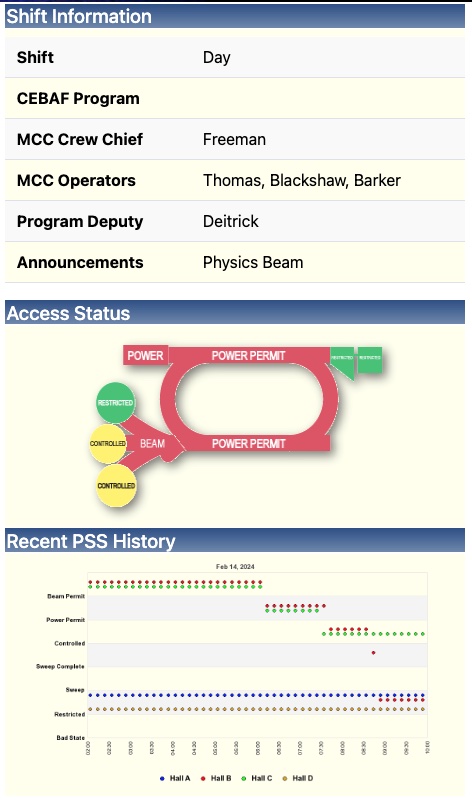 Shift Information
Shift Day
CEBAF Program
MCC Crew Chief Freeman
MCC Operators Thomas, Blackshaw, Barker
Program Deputy Deitrick
Announcements Physics Beam
Access Status
POWER POWER PERMIT RESTRICTED RESTRICTED
RESTRICTED
CONTROLLED BEAM POWER PERMIT
CONTROLLED
Recent PSS History
Feb 14, 2024
Beam Permit
Power Permit
Controlled
Sweep Complete
Sweep
Restricted
Bad State
02:00 02:30 03:00 03:30 04:00 04:30 05:00 05:30 06:00 06:30 07:00 07:30 08:00 08:30 09:00 09:30 10:00
Hall A Hall B Hall C Hall D